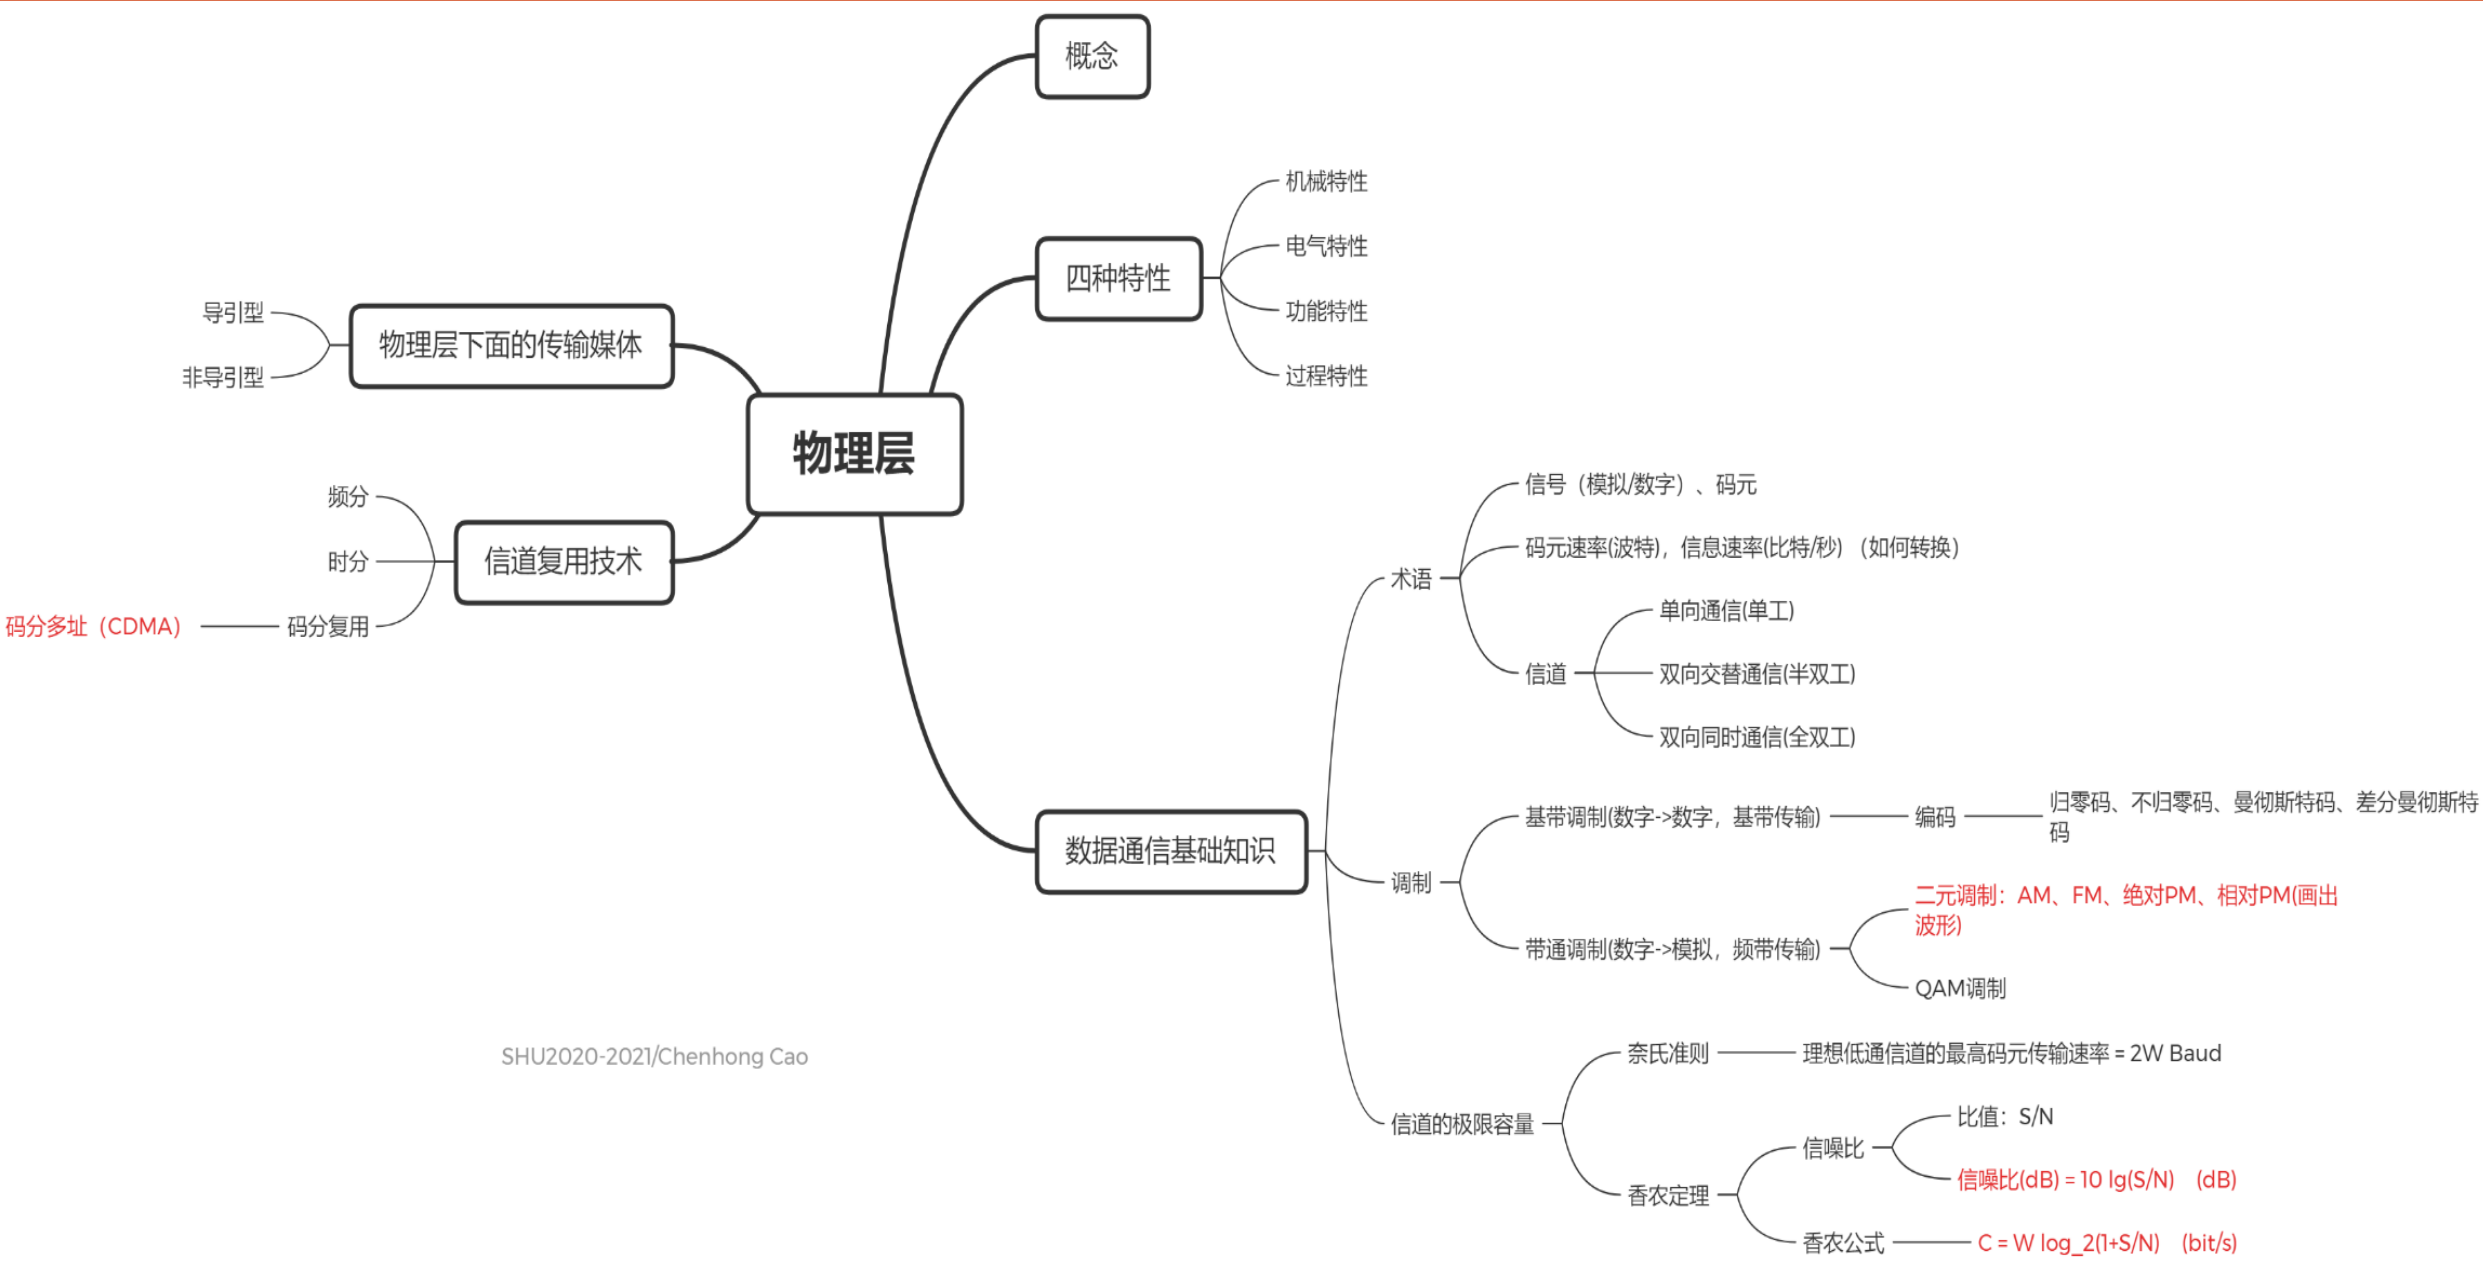 概念
机械特性
电气特性
四种特性
功能特性
过程特性
导引型
物理层下面的传输媒体
非导引型
物理层
频分
时分
信道复用技术
码分多址（CDMA）
码分复用
信号（模拟/数字）、码元
码元速率(波特)，信息速率(比特/秒) （如何转换）
术语
单向通信(单工)
信道
双向交替通信(半双工)
双向同时通信(全双工)
数据通信基础知识
基带调制(数字->数字，基带传输)
编码
归零码、不归零码、曼彻斯特码、差分曼彻斯特
码
调制
二元调制：AM、FM、绝对PM、相对PM(画出
波形)
带通调制(数字->模拟，频带传输)
QAM调制
奈氏准则
理想低通信道的最高码元传输速率 = 2W Baud
信道的极限容量
比值：S/N
信噪比
信噪比(dB) = 10 lg(S/N) (dB)
香农定理
香农公式
C = W log_2(1+S/N) (bit/s)
SHU2020-2021/Chenhong Cao